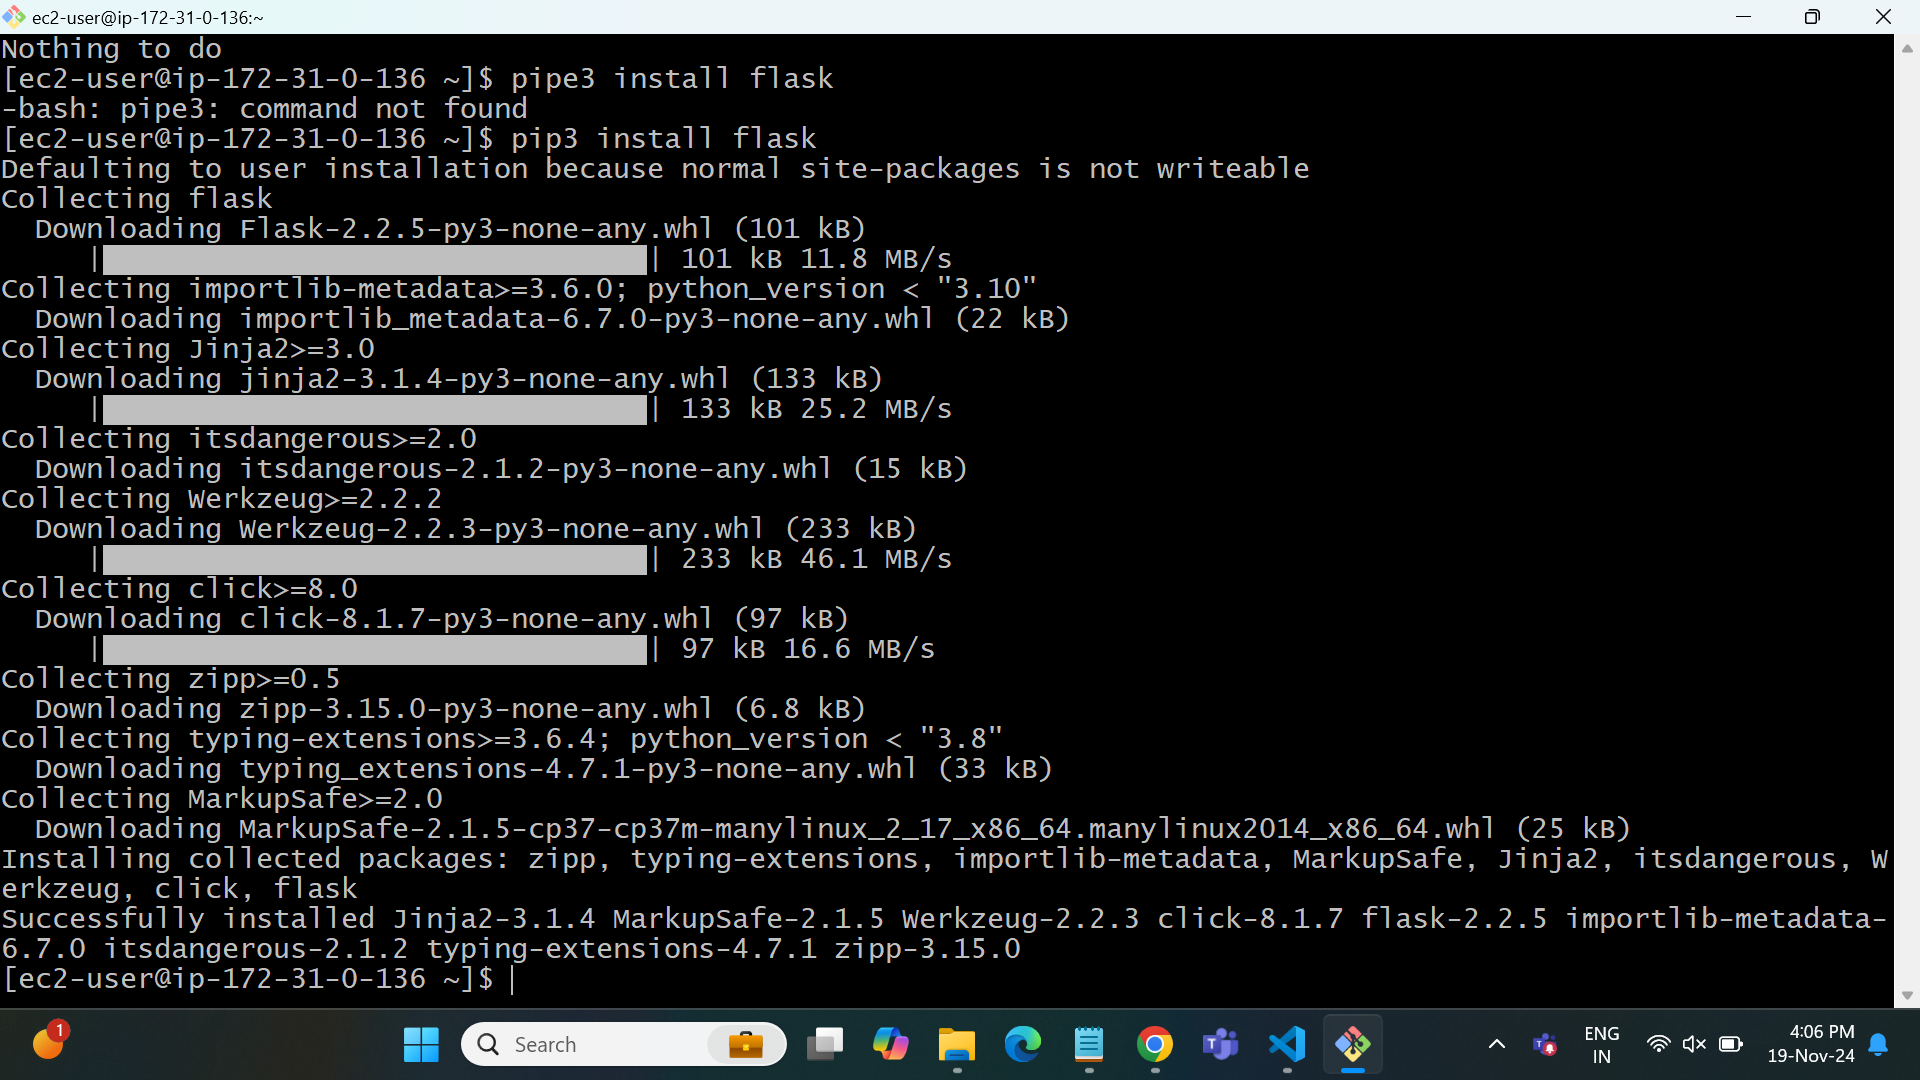 ec2-user@ip-172-31-0-136:~
Nothing to do
[ec2-user@ip-172-31-0-136 ~]$ pipe3 install flask
-bash: pipe3: command not found
[ec2-user@ip-172-31-0-136 ~]$ pip3 install flask
Defaulting to user installation because normal site-packages is not writeable
Collecting flask
  Downloading Flask-2.2.5-py3-none-any.whl (101 kB)
     |                                | 101 kB 11.8 MB/s
Collecting importlib-metadata>=3.6.0; python_version < "3.10"
  Downloading importlib_metadata-6.7.0-py3-none-any.whl (22 kB)
Collecting Jinja2>=3.0
  Downloading jinja2-3.1.4-py3-none-any.whl (133 kB)
     |                                | 133 kB 25.2 MB/s
Collecting itsdangerous>=2.0
  Downloading itsdangerous-2.1.2-py3-none-any.whl (15 kB)
Collecting Werkzeug>=2.2.2
  Downloading Werkzeug-2.2.3-py3-none-any.whl (233 kB)
     |                                | 233 kB 46.1 MB/s
Collecting click>=8.0
  Downloading click-8.1.7-py3-none-any.whl (97 kB)
     |                                | 97 kB 16.6 MB/s
Collecting zipp>=0.5
  Downloading zipp-3.15.0-py3-none-any.whl (6.8 kB)
Collecting typing-extensions>=3.6.4; python_version < "3.8"
  Downloading typing_extensions-4.7.1-py3-none-any.whl (33 kB)
Collecting MarkupSafe>=2.0
  Downloading MarkupSafe-2.1.5-cp37-cp37m-manylinux_2_17_x86_64.manylinux2014_x86_64.whl (25 kB)
Installing collected packages: zipp, typing-extensions, importlib-metadata, MarkupSafe, Jinja2, itsdangerous, W
erkzeug, click, flask
Successfully installed Jinja2-3.1.4 MarkupSafe-2.1.5 Werkzeug-2.2.3 click-8.1.7 flask-2.2.5 importlib-metadata-
6.7.0 itsdangerous-2.1.2 typing-extensions-4.7.1 zipp-3.15.0
[ec2-user@ip-172-31-0-136 ~]$
1
Search
ENG
IN
4:06 PM
19-Nov-24